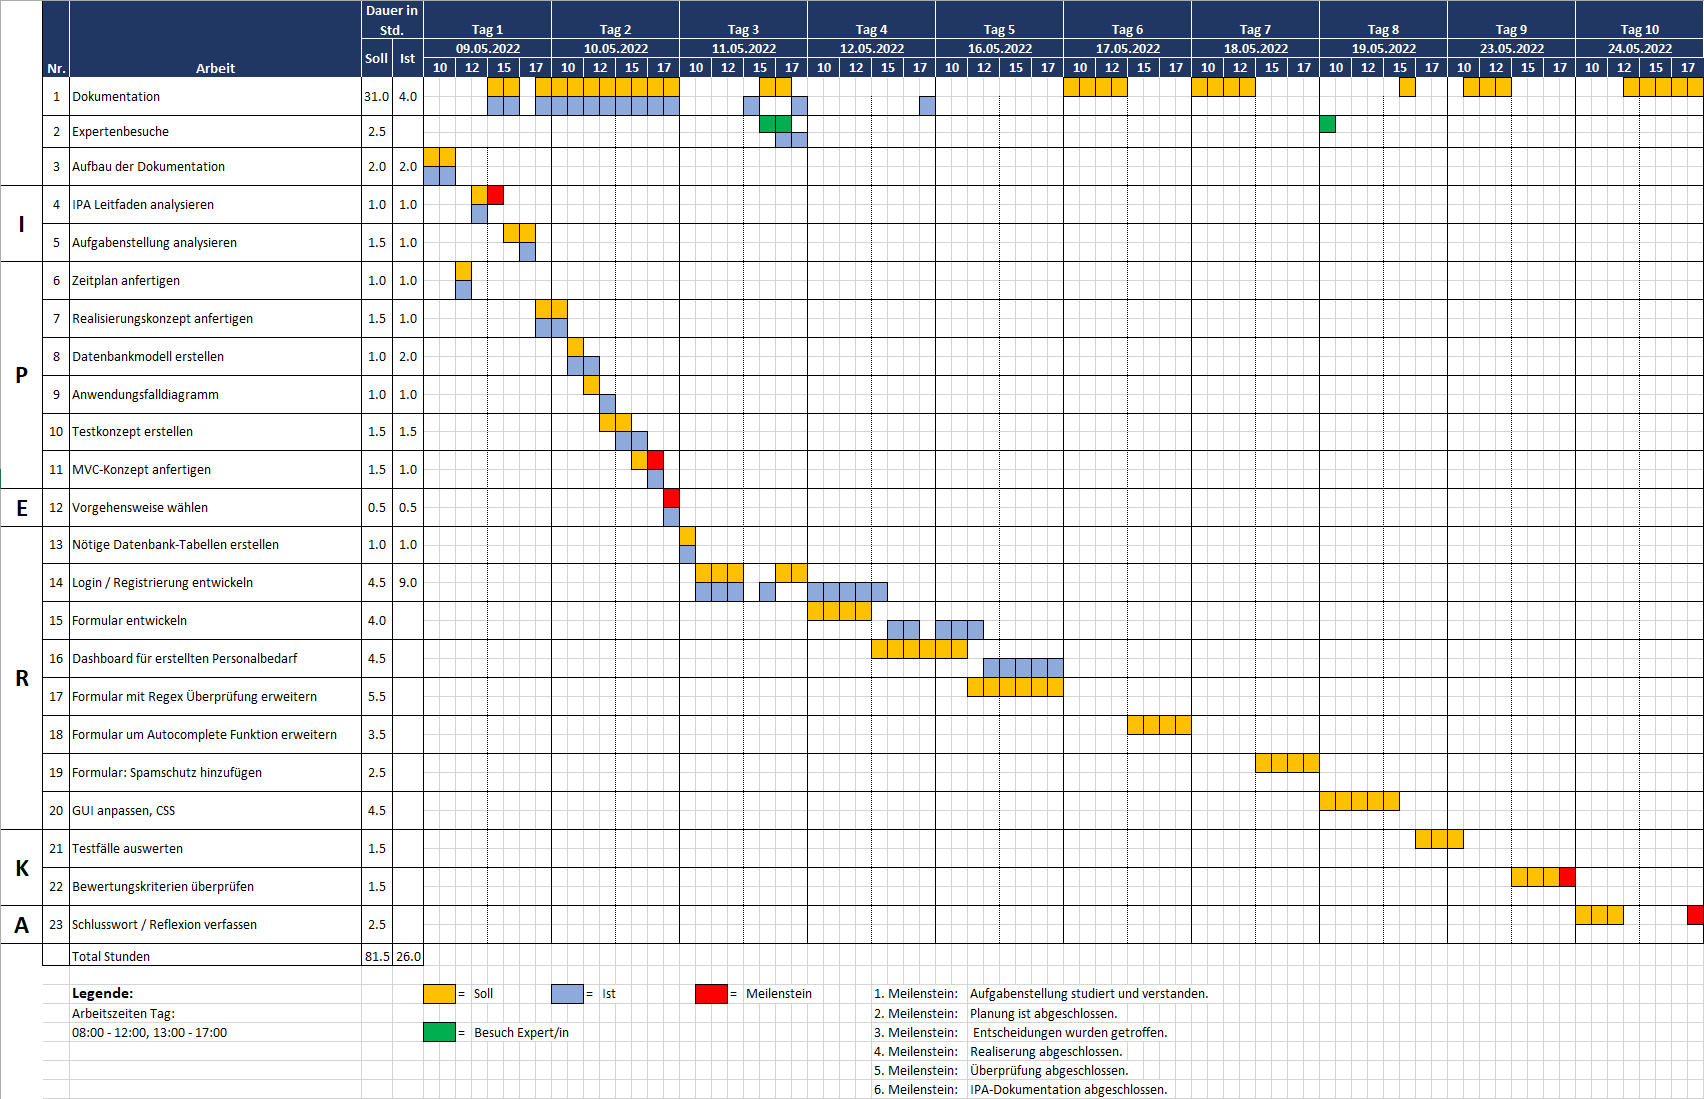 Dauer in Std.
Tag 1 Tag 2 Tag 3 Tag 4 Tag 5 Tag 6 Tag 7 Tag 8 Tag 9 Tag 10
09.05.2022 10.05.2022 11.05.2022 12.05.2022 16.05.2022 17.05.2022 18.05.2022 19.05.2022 23.05.2022 24.05.2022
Nr. Arbeit Soll Ist 10 12 15 17 10 12 15 17 10 12 15 17 10 12 15 17 10 12 15 17 10 12 15 17 10 12 15 17 10 12 15 17 10 12 15 17 10 12 15 17
1 Dokumentation 31.0 4.0
2 Expertenbesuche 2.5
3 Aufbau der Dokumentation 2.0 2.0
I
4 IPA Leitfaden analysieren 1.0 1.0
5 Aufgabenstellung analysieren 1.5 1.0
P
6 Zeitplan anfertigen 1.0 1.0
7 Realisierungskonzept anfertigen 1.5 1.0
8 Datenbankmodell erstellen 1.0 2.0
9 Anwendungsfalldiagramm 1.0 1.0
10 Testkonzept erstellen 1.5 1.5
11 MVC-Konzept anfertigen 1.5 1.0
E
12 Vorgehensweise wählen 0.5 0.5
R
13 Nötige Datenbank-Tabellen erstellen 1.0 1.0
14 Login / Registrierung entwickeln 4.5 9.0
15 Formular entwickeln 4.0
16 Dashboard für erstellten Personalbedarf 4.5
17 Formular mit Regex Überprüfung erweitern 5.5
18 Formular um Autocomplete Funktion erweitern 3.5
19 Formular: Spamschutz hinzufügen 2.5
20 GUI anpassen, CSS 4.5
K
21 Testfälle auswerten 1.5
22 Bewertungskriterien überprüfen 1.5
A
23 Schlusswort / Reflexion verfassen 2.5
Total Stunden 81.5 26.0
Legende:
Arbeitszeiten Tag:
08:00 - 12:00, 13:00 - 17:00
= Soll = Ist = Meilenstein
= Besuch Expert/in
1. Meilenstein: Aufgabenstellung studiert und verstanden.
2. Meilenstein: Planung ist abgeschlossen.
3. Meilenstein: Entscheidungen wurden getroffen.
4. Meilenstein: Realiserung abgeschlossen.
5. Meilenstein: Überprüfung abgeschlossen.
6. Meilenstein: IPA-Dokumentation abgeschlossen.